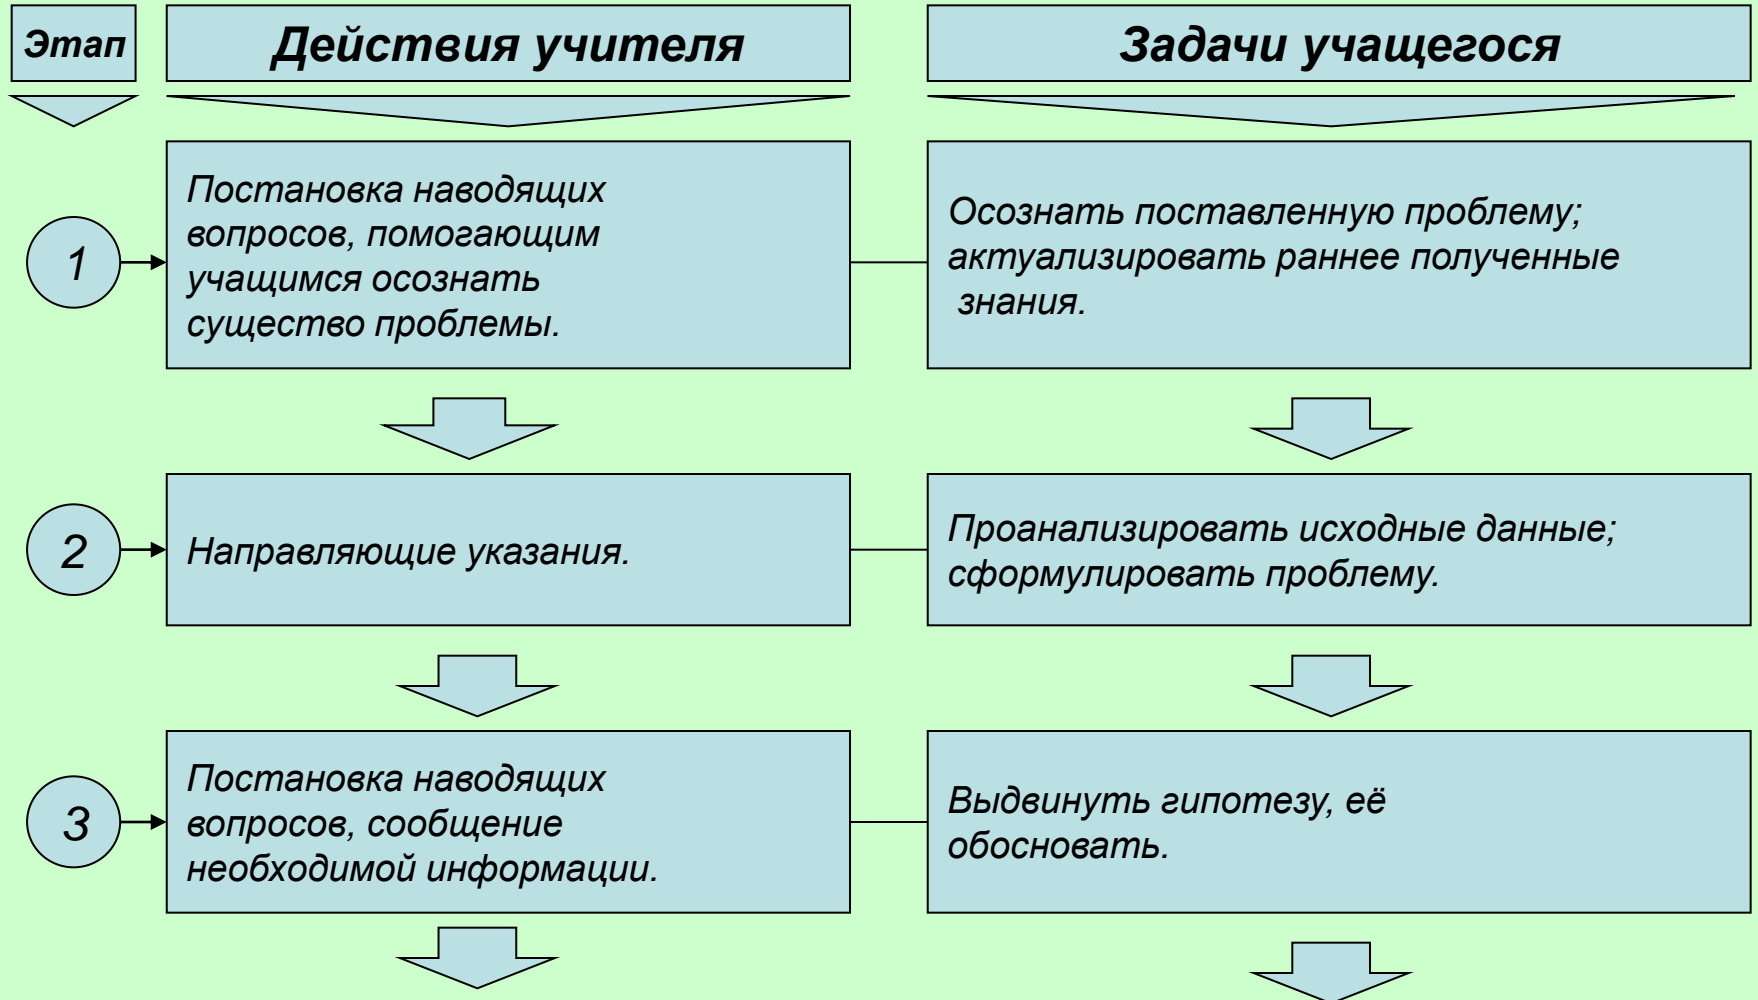 Этап
Действия учителя
Задачи учащегося
1
Постановка наводящих
вопросов, помогающим
учащимся осознать
существо проблемы.
Осознать поставленную проблему;
актуализировать раннее полученные
знания.
2
Направляющие указания.
Проанализировать исходные данные;
сформулировать проблему.
3
Постановка наводящих
вопросов, сообщение
необходимой информации.
Выдвинуть гипотезу, её
обосновать.